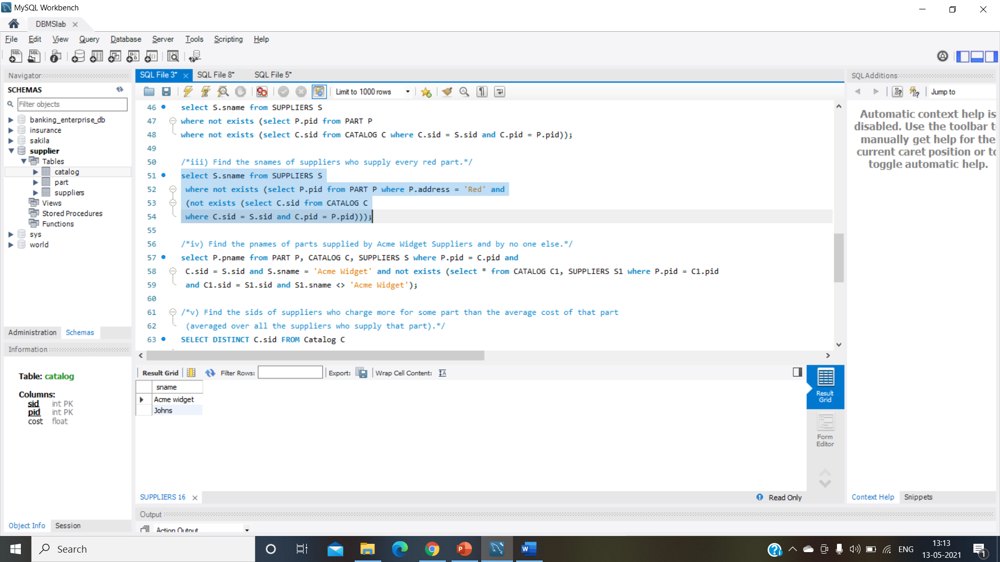 MySQL Workbench
DBMSlab
File Edit View Query Database Server Tools Scripting Help
Navigator
SCHEMAS
Filter objects
banking_enterprise_db
insurance
sakila
supplier
Tables
catalog
part
suppliers
Views
Stored Procedures
Functions
sys
world
Administration Schemas
Information
Table: catalog
Columns:
sid int PK
pid int PK
cost float
Object Info Session
SQL File 3* SQL File 8* SQL File 5*
Limit to 1000 rows
46 select S.sname from SUPPLIERS S
47 where not exists (select P.pid from PART P
48 where not exists (select C.sid from CATALOG C where C.sid = S.sid and C.pid = P.pid));
49
50 /*iii) Find the snames of suppliers who supply every red part.*/
51 select S.sname from SUPPLIERS S
52 where not exists (select P.pid from PART P where P.address = 'Red' and
53 (not exists (select C.sid from CATALOG C
54 where C.sid = S.sid and C.pid = P.pid)));
55
56 /*iv) Find the pnames of parts supplied by Acme Widget Suppliers and by no one else.*/
57 select P.pname from PART P, CATALOG C, SUPPLIERS S where P.pid = C.pid and
58 C.sid = S.sid and S.sname = 'Acme Widget' and not exists (select * from CATALOG C1, SUPPLIERS S1 where P.pid = C1.pid
59 and C1.sid = S1.sid and S1.sname <> 'Acme Widget');
60
61 /*v) Find the sids of suppliers who charge more for some part than the average cost of that part
62 (averaged over all the suppliers who supply that part).*/
63 SELECT DISTINCT C.sid FROM Catalog C
Result Grid Filter Rows: Export: Wrap Cell Content:
sname
Acme widget
Johns
Result
Grid
Form
Editor
SUPPLIERS 16
Read Only
Output
Action Output
SQLAdditions
Jump to
Automatic context help is
disabled. Use the toolbar t
manually get help for the
current caret position or to
toggle automatic help.
Context Help Snippets
Search
ENG
13:13
13-05-2021
1